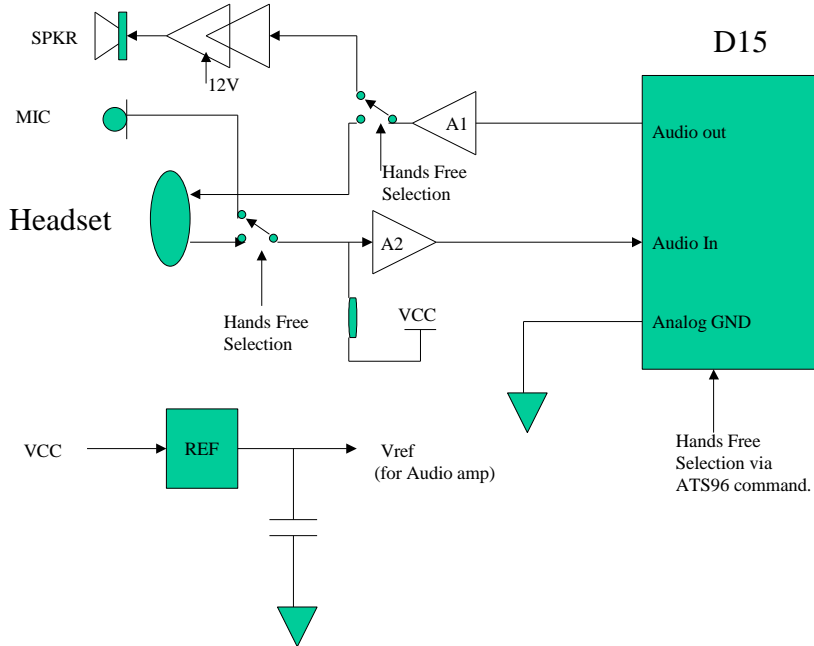 SPKR
D15
12V
MIC
A1
Audio out
Hands Free
Selection
Headset
A2
Audio In
Hands Free
Selection
VCC
Analog GND
VCC
REF
Vref
(for Audio amp)
Hands Free
Selection via
ATS96 command.